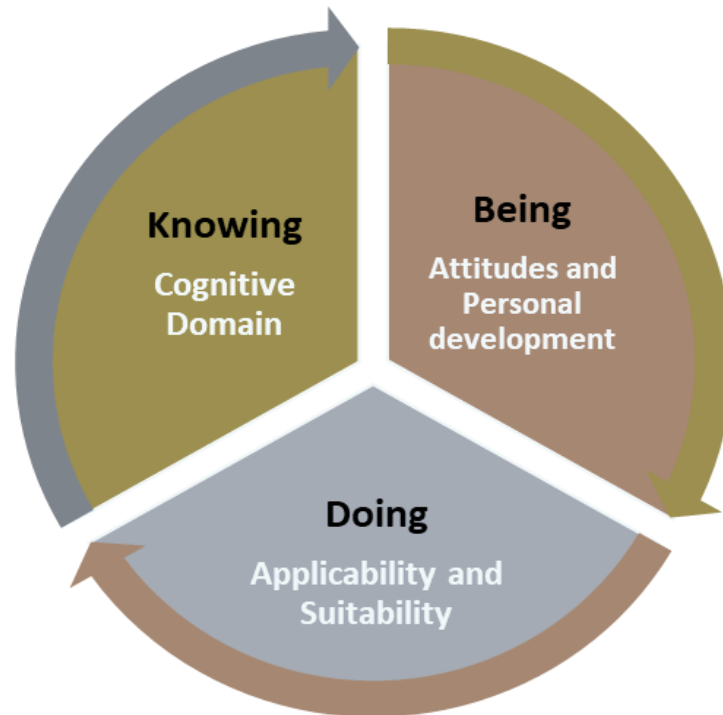 Knowing
Cognitive
Domain
Being
Attitudes and
Personal
development
Doing
Applicability and
Suitability